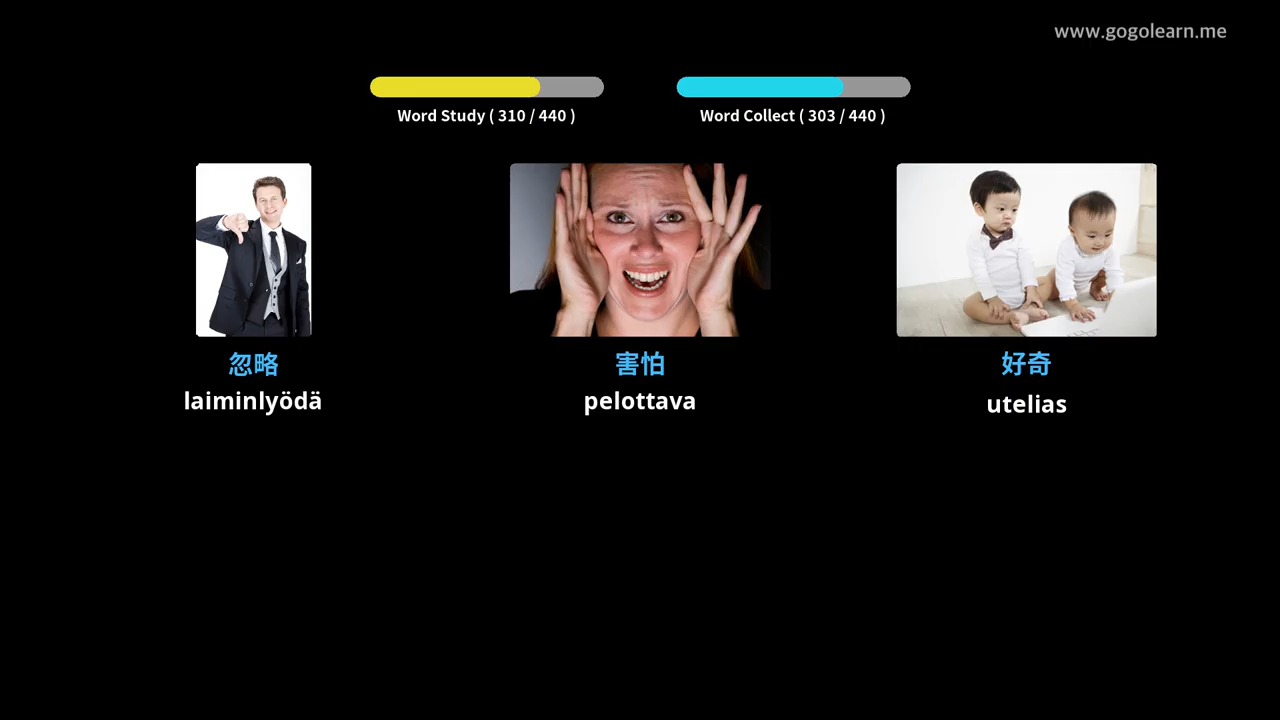 www.gogolearn.me
Word Study ( 310 / 440 )
Word Collect ( 303 / 440 )
忽略
laiminlyödä
害怕
pelottava
好奇
utelias